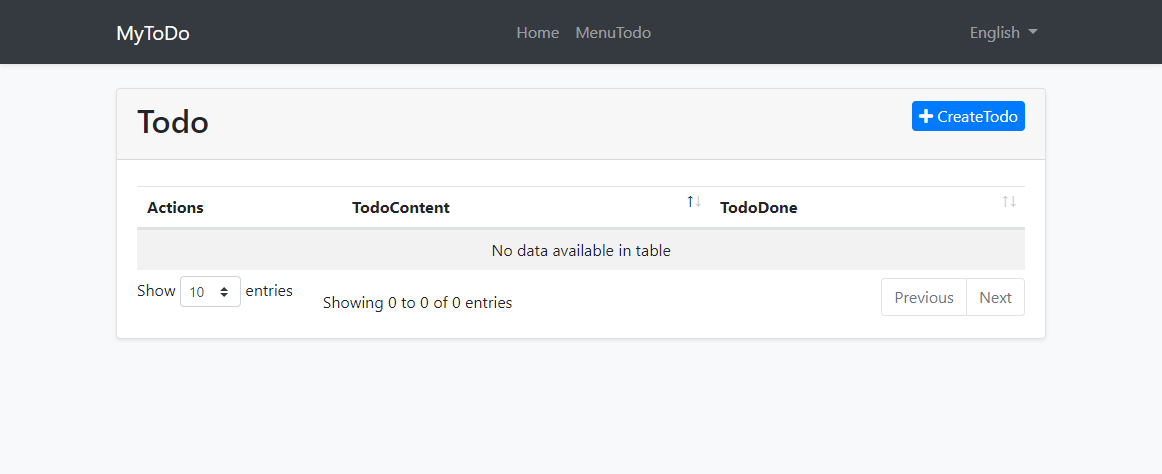 MyToDo Home MenuTodo English
Todo CreateTodo
Actions TodoContent TodoDone
No data available in table
Show 10 entries Showing 0 to 0 of 0 entries Previous Next